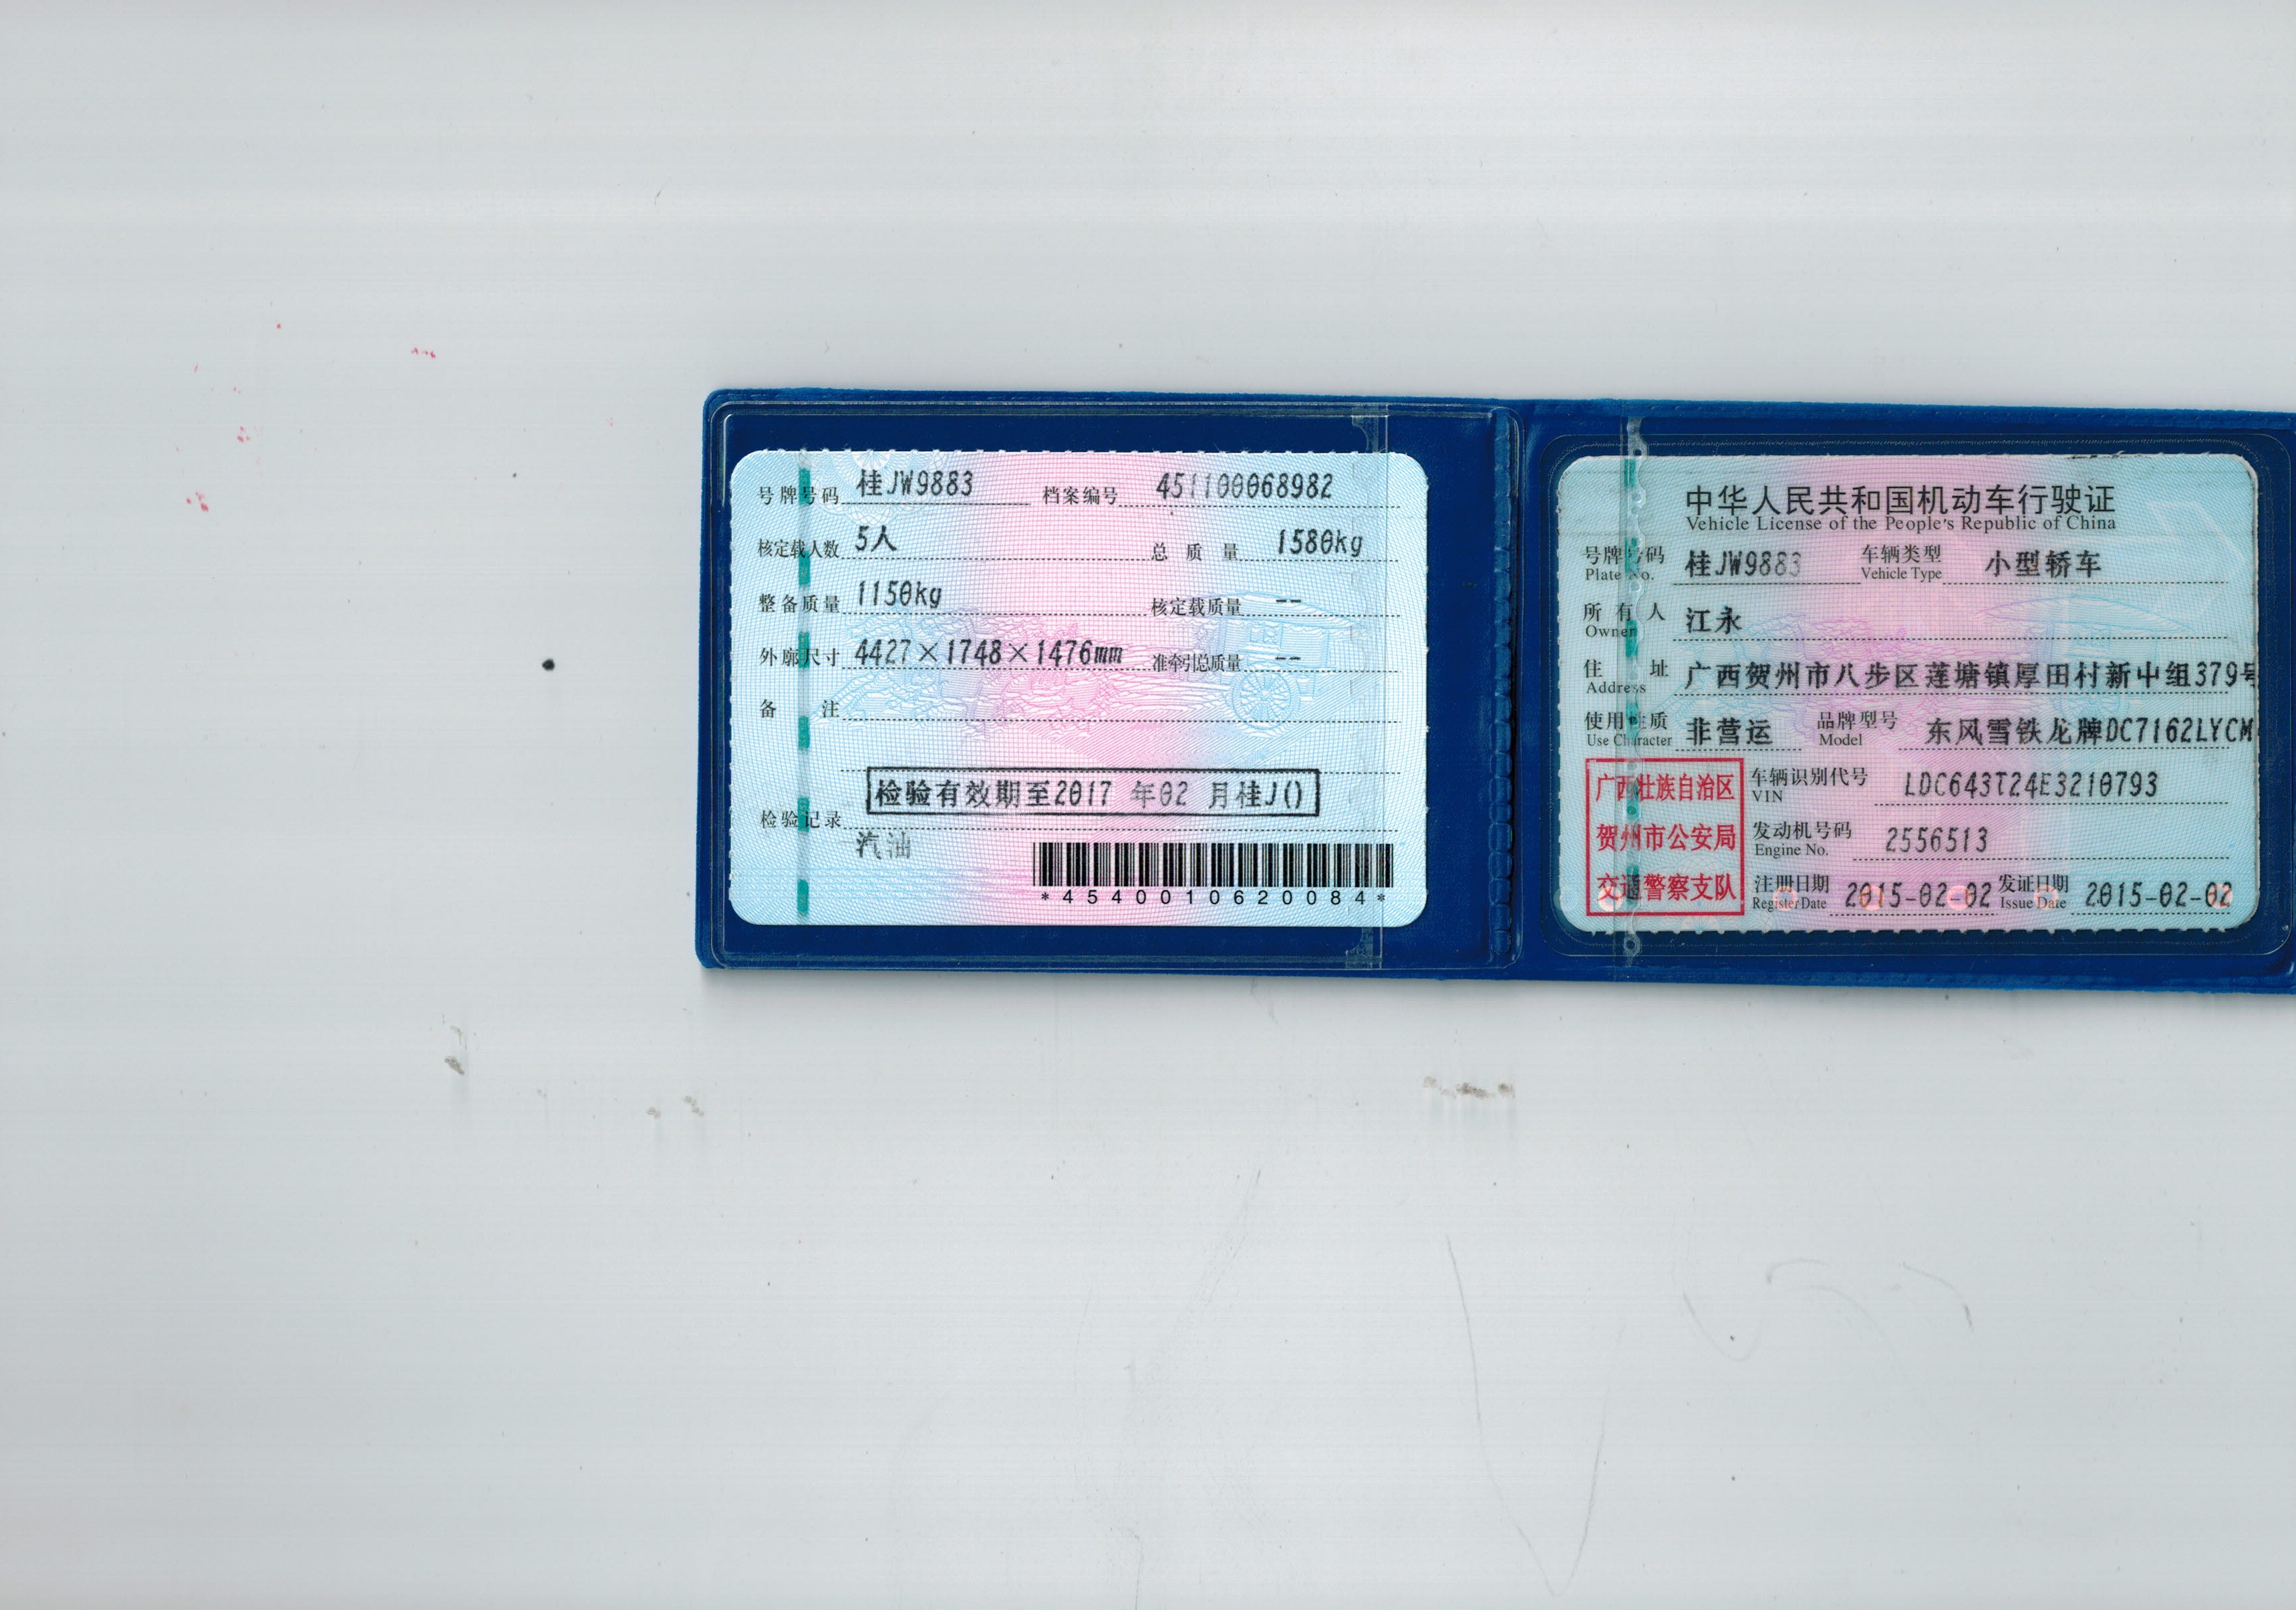 号牌号码 桂JW9883 档案编号 451100068982
核定载人数 5人 总质量 1580kg
整备质量 1150kg 核定载质量 --
外廓尺寸 4427×1748×1476mm 准牵引总质量 --
备注
检验有效期至2017 年02 月桂J()
检验记录
汽油
*4540010620084*
中华人民共和国机动车行驶证
Vehicle License of the People's Republic of China
号牌号码 桂JW9883 车辆类型 小型轿车
Plate No. Vehicle Type
所有人 江永
Owner
住址 广西贺州市八步区莲塘镇厚田村新中组379号
Address
使用性质 非营运 品牌型号 东风雪铁龙牌DC7162LYCM
Use Character Model
广西壮族自治区
贺州市公安局
交通警察支队
车辆识别代号 LDC643T24E3210793
VIN
发动机号码 2556513
Engine No.
注册日期 2015-02-02 发证日期 2015-02-02
Register Date Issue Date